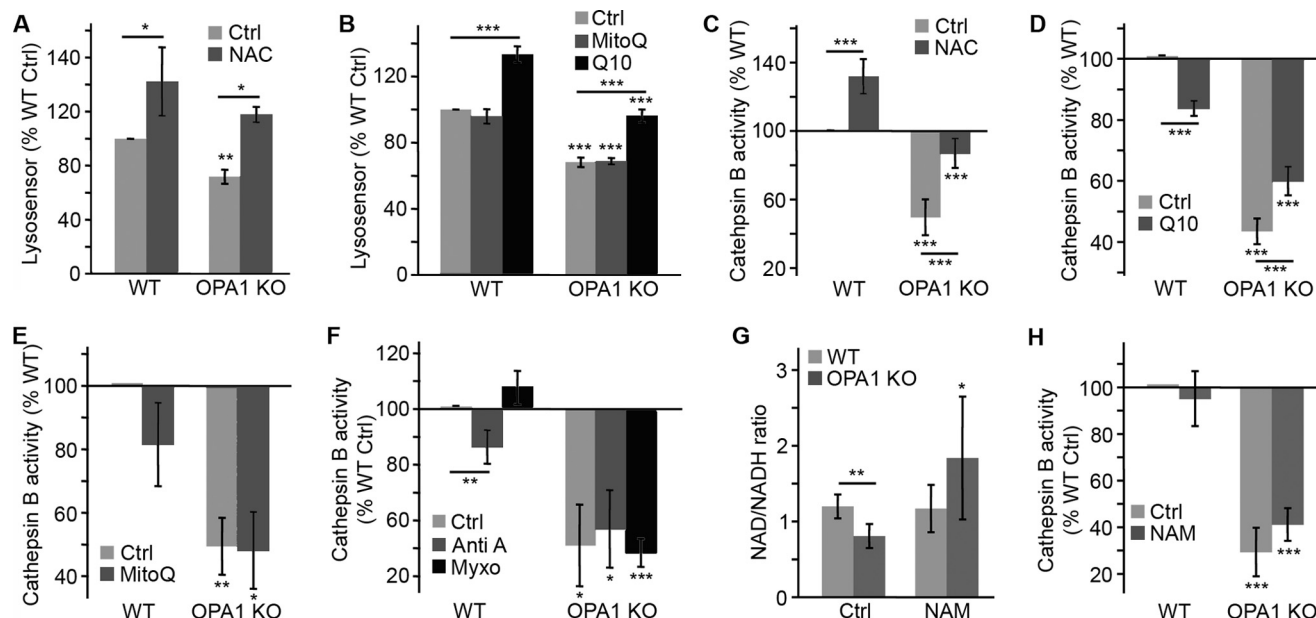 A
Lysosensor (% WT Ctrl)
140
120
100
80
40
0
Ctrl
NAC
*
*
**
WT
OPA1 KO
B
Lysosensor (% WT Ctrl)
120
80
40
0
Ctrl
MitoQ
Q10
***
***
***
*** ***
WT
OPA1 KO
C
Catehpsin B activity (% WT)
140
100
60
20
Ctrl
NAC
***
***
***
***
WT
OPA1 KO
D
Cathepsin B activity (% WT)
100
80
60
40
Ctrl
Q10
***
***
***
***
WT
OPA1 KO
E
Cathepsin B activity (% WT)
100
80
60
40
Ctrl
MitoQ
**
*
WT
OPA1 KO
F
Cathepsin B activity
(% WT Ctrl)
120
100
80
60
40
20
Ctrl
Anti A
Myxo
**
*
*
***
WT
OPA1 KO
G
NAD/NADH ratio
3
2
1
0
WT
OPA1 KO
**
*
Ctrl
NAM
H
Cathepsin B activity
(% WT Ctrl)
100
80
60
40
20
Ctrl
NAM
***
***
WT
OPA1 KO